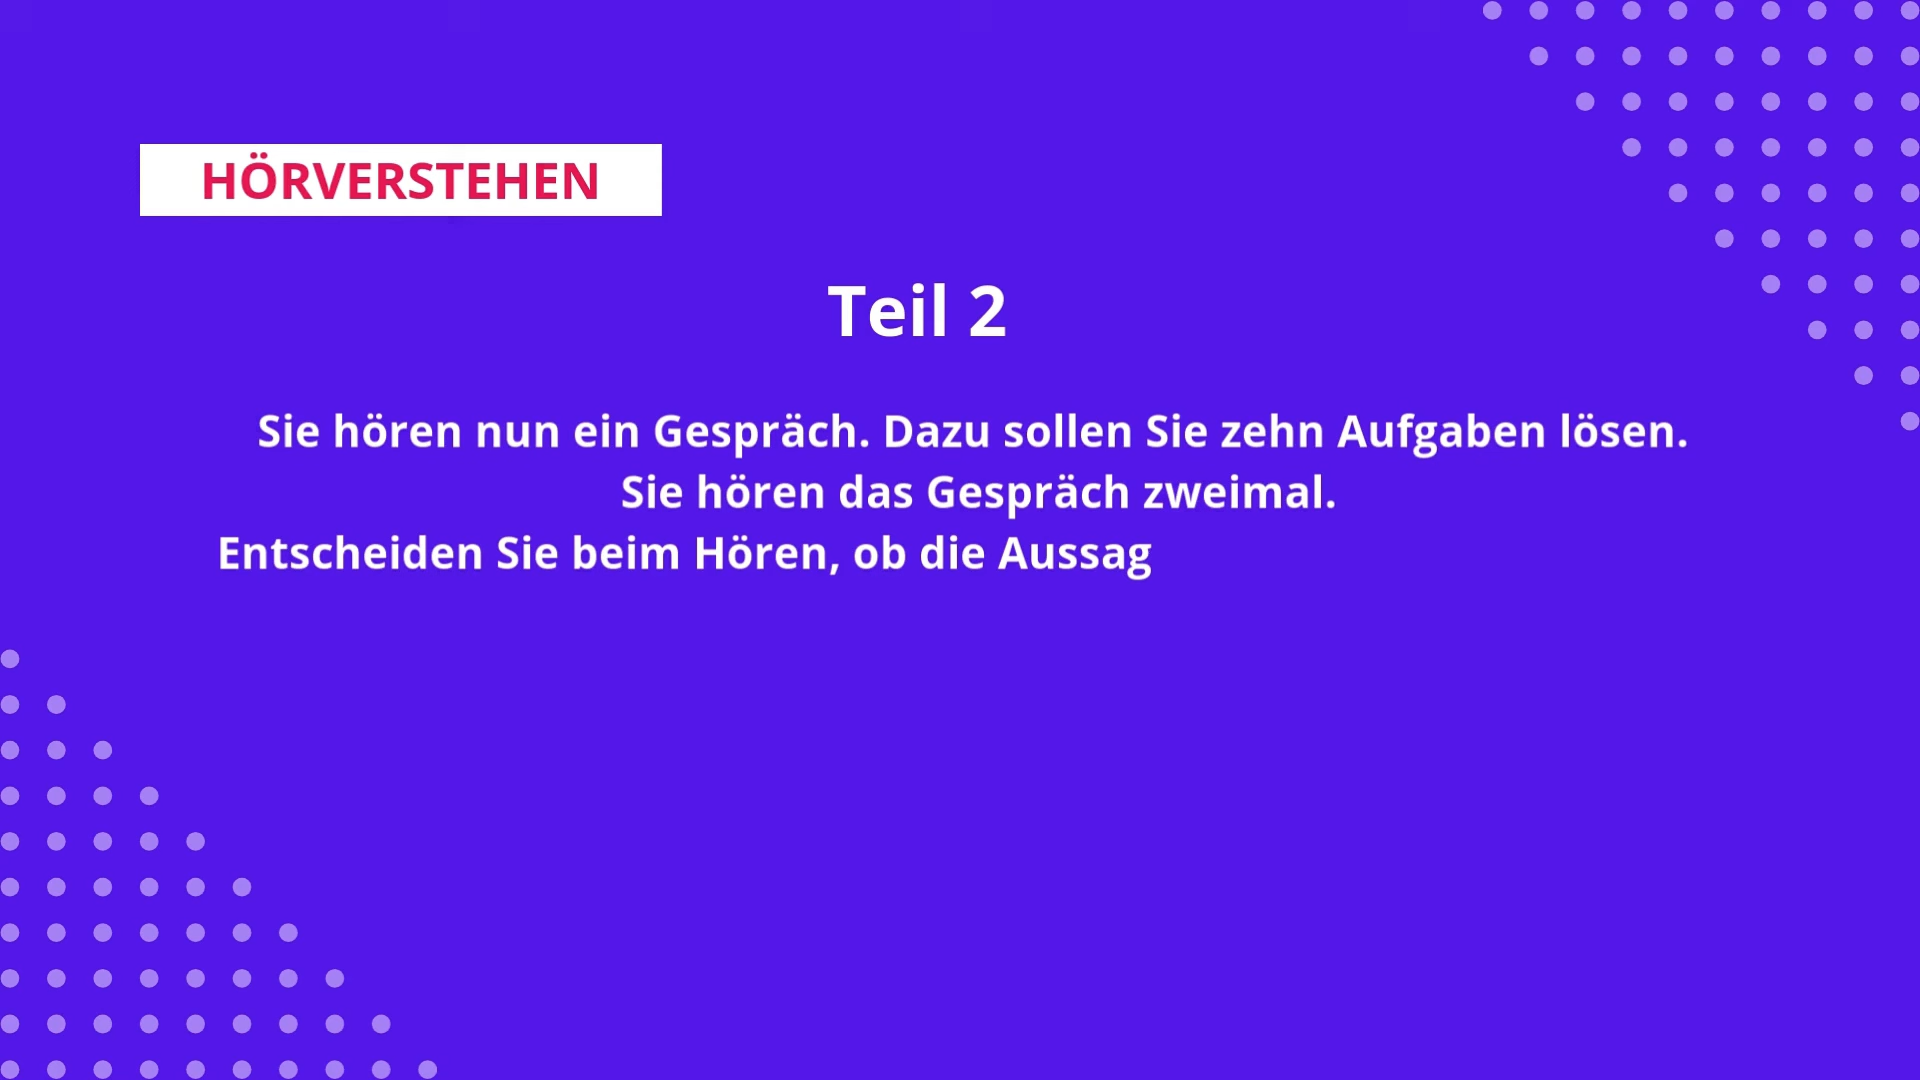 HÖRVERSTEHEN
Teil 2
Sie hören nun ein Gespräch. Dazu sollen Sie zehn Aufgaben lösen.
Sie hören das Gespräch zweimal.
Entscheiden Sie beim Hören, ob die Aussag